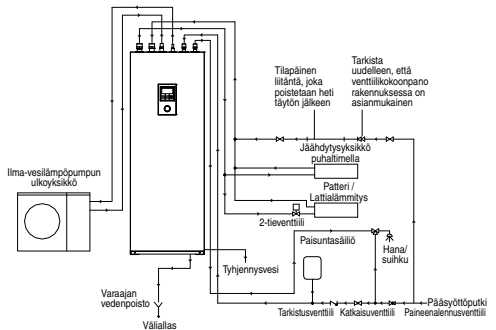 Tilapäinen
liitäntä, joka
poistetaan heti
täytön jälkeen
Tarkista
uudelleen, että
venttiilikokoonpano
rakennuksessa on
asianmukainen
Jäähdytysyksikkö
puhaltimella
Ilma-vesilämpöpumpun
ulkoyksikkö
Patteri /
Lattialämmitys
2-tieventtiili
Paisuntasäiliö
Hana/
suihku
Tyhjennysvesi
Varaajan
vedenpoisto
Väliallas
Tarkistusventtiili
Katkaisuventtiili
Pääsyöttöputki
Paineenalennusventtiili